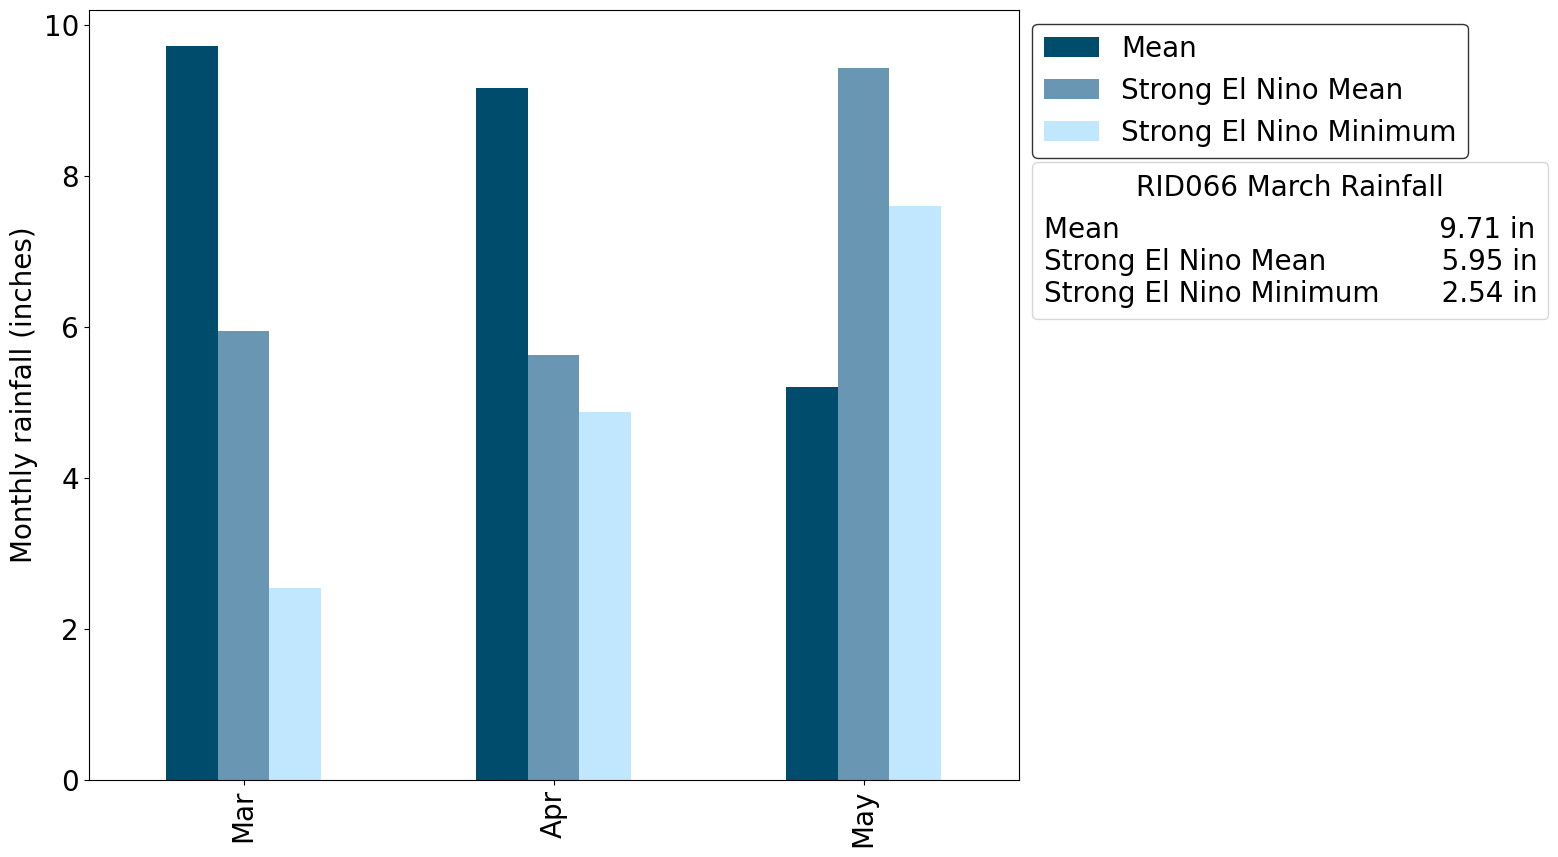 10
8
6
4
2
0
Monthly rainfall (inches)
Mar
Apr
May
Mean
Strong El Nino Mean
Strong El Nino Minimum
RID066 March Rainfall
Mean 9.71 in
Strong El Nino Mean 5.95 in
Strong El Nino Minimum 2.54 in